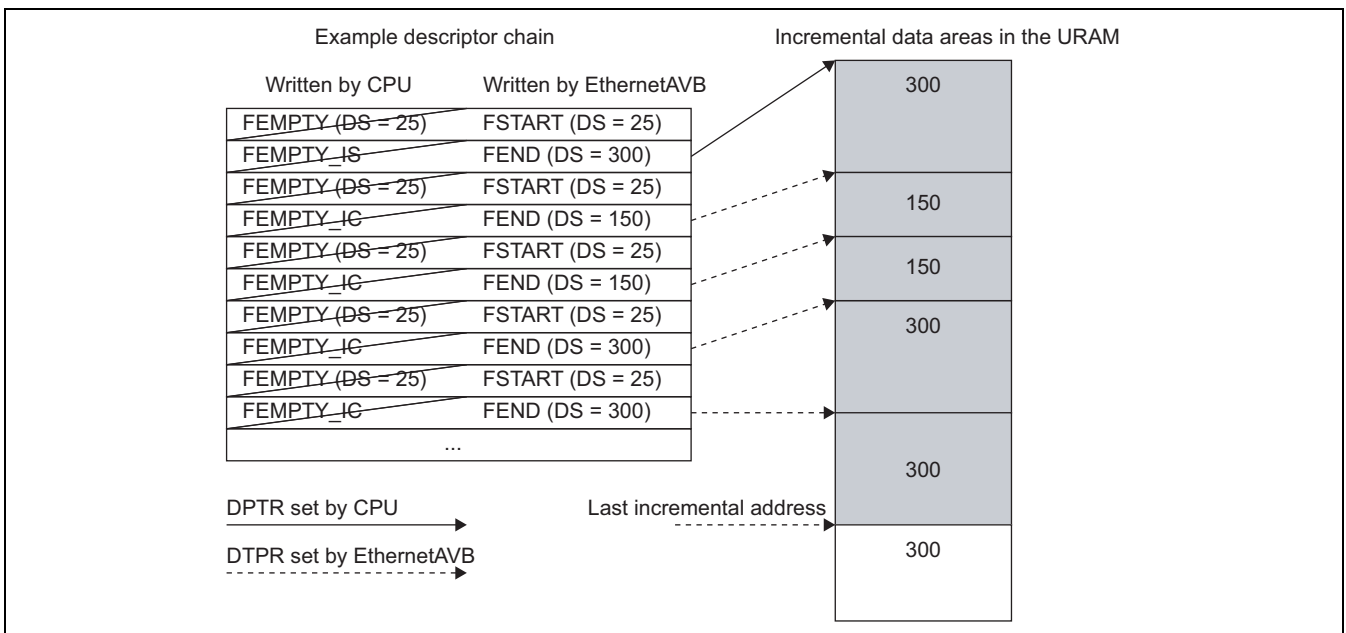 Example descriptor chain
Incremental data areas in the URAM
Written by CPU
Written by EthernetAVB
FEMPTY (DS = 25) FSTART (DS = 25)
FEMPTY_IS FEND (DS = 300)
FEMPTY (DS = 25) FSTART (DS = 25)
FEMPTY_IC FEND (DS = 150)
FEMPTY (DS = 25) FSTART (DS = 25)
FEMPTY_IC FEND (DS = 150)
FEMPTY (DS = 25) FSTART (DS = 25)
FEMPTY_IC FEND (DS = 300)
FEMPTY (DS = 25) FSTART (DS = 25)
FEMPTY_IC FEND (DS = 300)
...
300
150
150
300
300
300
DPTR set by CPU
Last incremental address
DTPR set by EthernetAVB